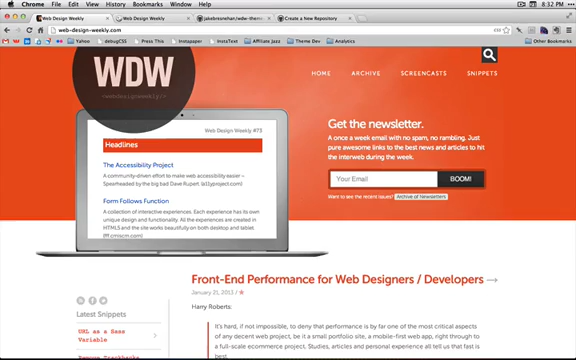 Chrome File Edit View History Bookmarks Window Help
8:32 PM
Web Design Weekly
Web Design Weekly
jakebresnehan/wdw-them
Create a New Repository
web-design-weekly.com
Yahoo debugCSS Press This Instapaper InstaText Affiliate Jazz Theme Dev Analytics Other Bookmarks
WDW
HOME ARCHIVE SCREENCASTS SNIPPETS
Web Design Weekly #73
Headlines
The Accessibility Project
A community-driven effort to make web accessibility easier –
Spearheaded by the big bad Dave Rupert. (a11yproject.com)
Form Follows Function
A collection of interactive experiences. Each experience has its own
unique design and functionality. All the experiences are created in
HTML5 and the site works beautifully on both desktop and tablet
Get the newsletter.
A once a week email with no spam, no rambling. Just
pure awesome links to the best news and articles to hit
the interweb during the week.
Your Email
BOOM!
Want to see the recent issues? Archive of Newsletters
Front-End Performance for Web Designers / Developers →
January 21, 2013 / ★
Harry Roberts:
It's hard, if not impossible, to deny that performance is by far one of the most critical aspects
of any decent web project, be it a small portfolio site, a mobile-first web app, right through to
a full-scale ecommerce project. Studies, articles and personal experience all tell us that fast is
best.
Latest Snippets
URL as a Sass
Variable
Remove Trackbacks